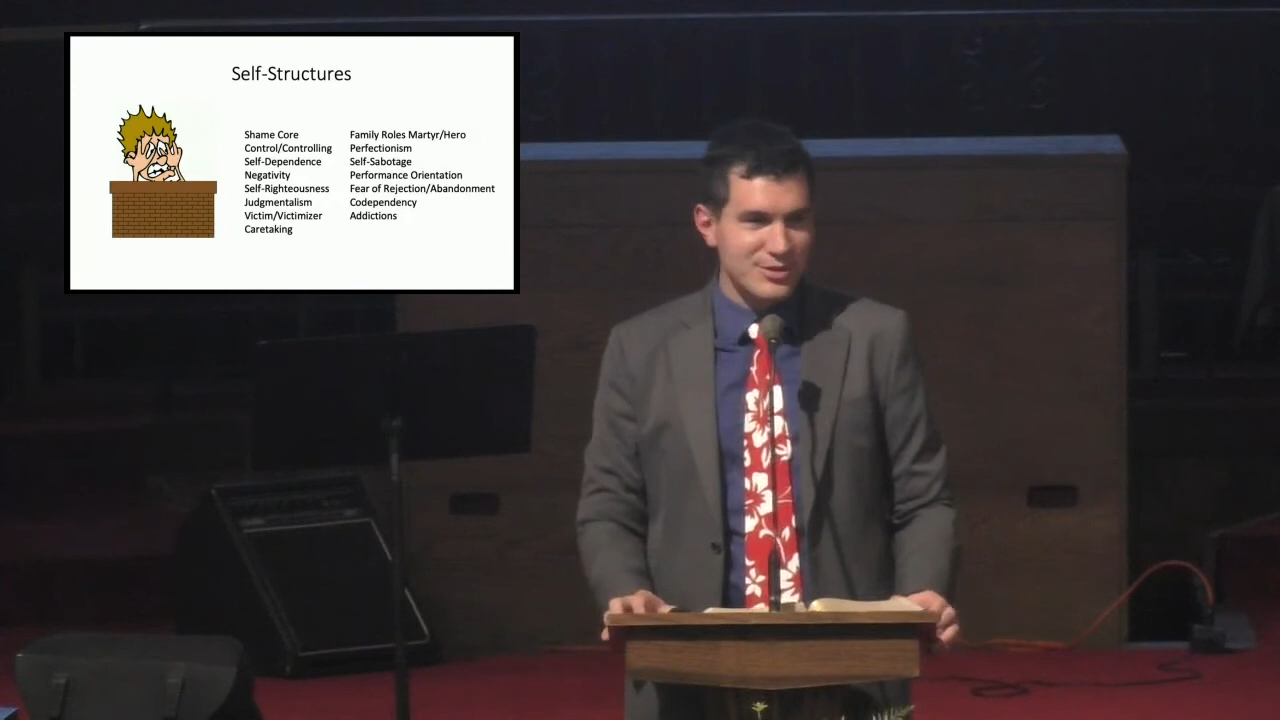 Self-Structures
Shame Core
Control/Controlling
Self-Dependence
Negativity
Self-Righteousness
Judgmentalism
Victim/Victimizer
Caretaking
Family Roles Martyr/Hero
Perfectionism
Self-Sabotage
Performance Orientation
Fear of Rejection/Abandonment
Codependency
Addictions